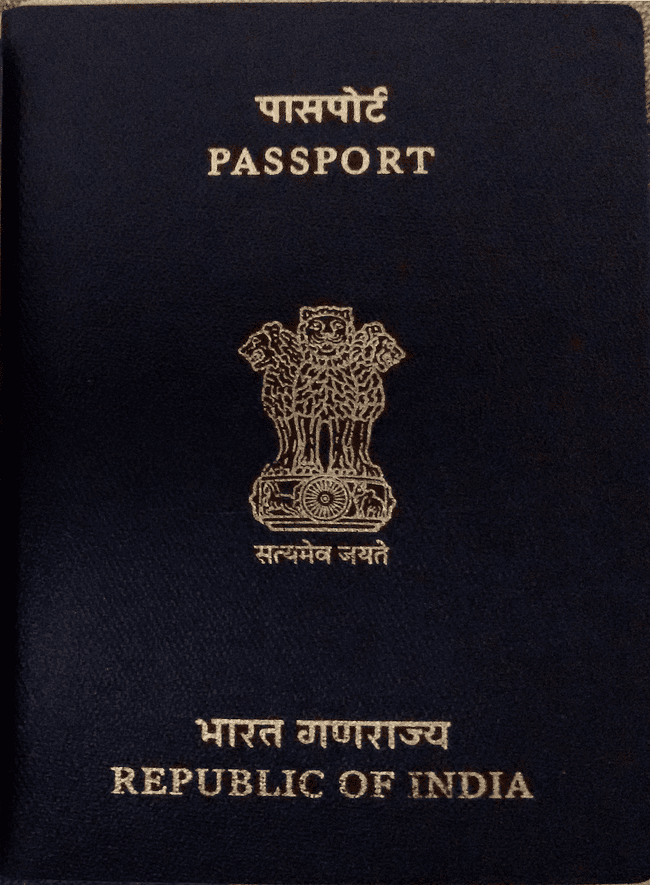 पासपोर्ट
PASSPORT
सत्यमेव जयते
भारत गणराज्य
REPUBLIC OF INDIA